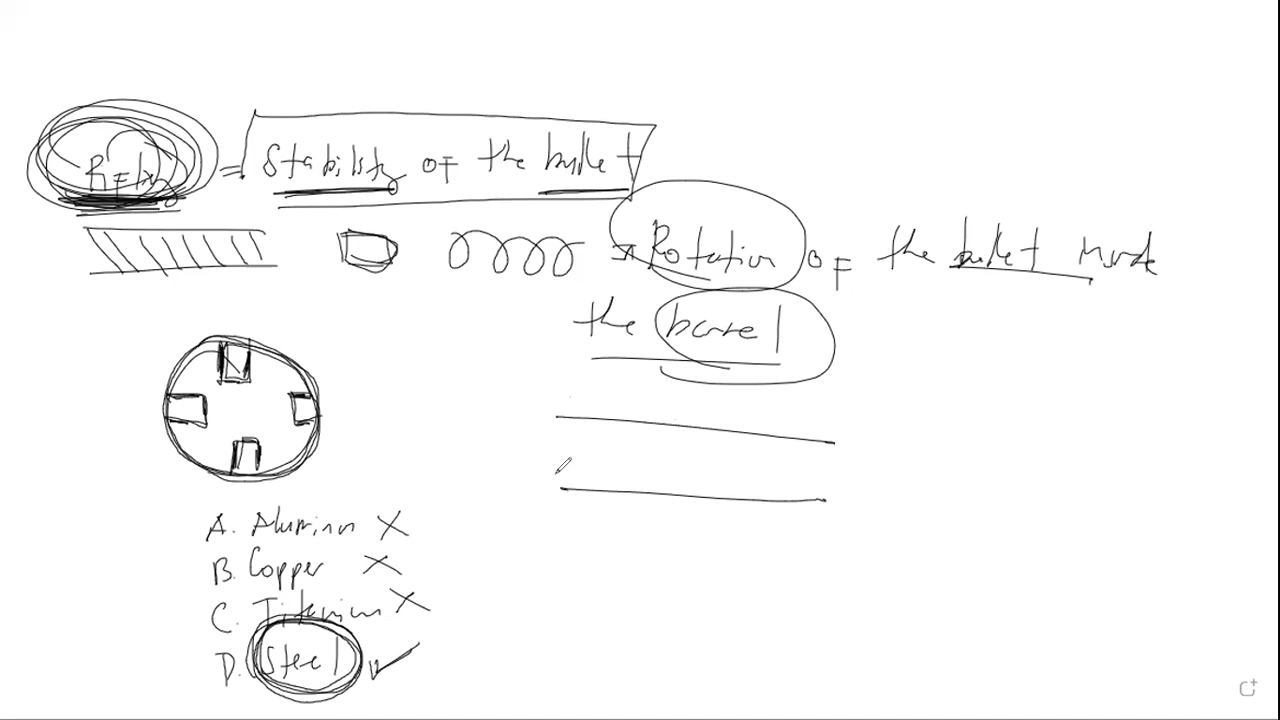 Rifling = Stability OF the bullet
Rotation OF the bullet inside
the barrel
A. Aluminum X
B. Copper X
C. Titanium X
D. Steel ✓